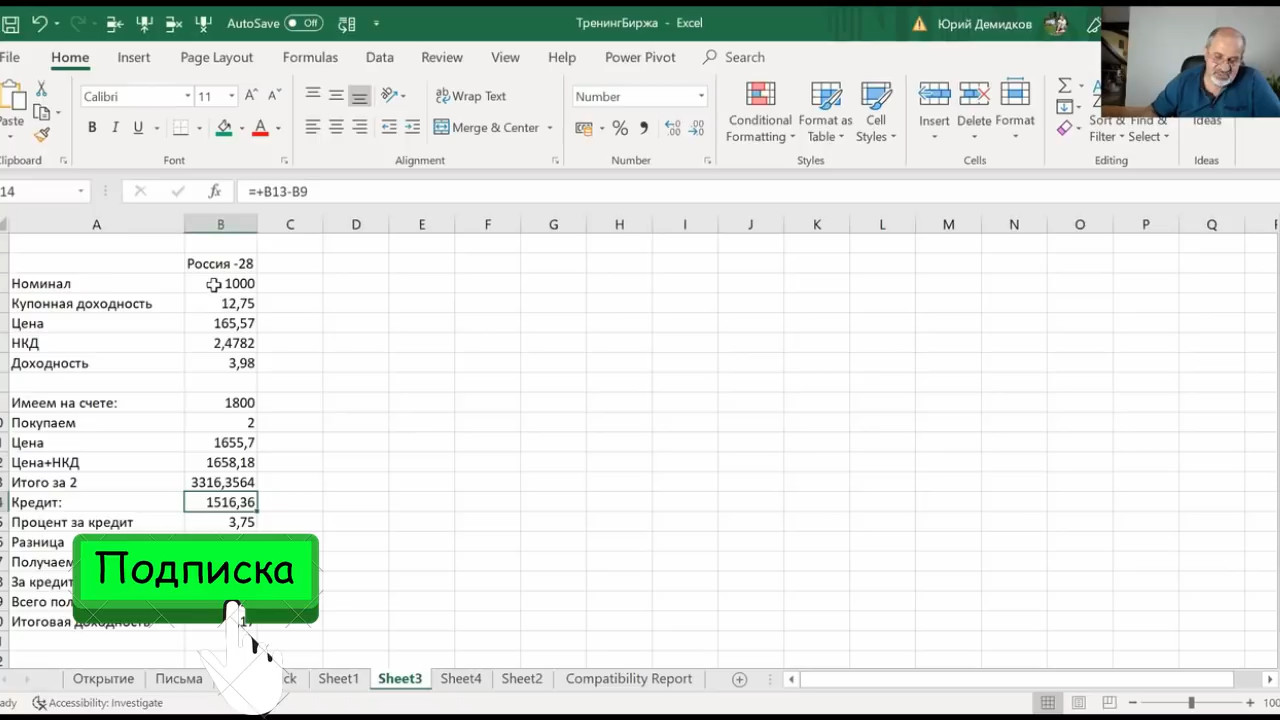 AutoSave Off ТренингБиржа - Excel Юрий Демидков
File Home Insert Page Layout Formulas Data Review View Help Power Pivot Search
Calibri 11 Wrap Text Number Conditional Format as Cell Insert Delete Format Sort & Find & Ideas
Paste B I U Merge & Center Formatting Table Styles Filter Select
Clipboard Font Alignment Number Styles Cells Editing Ideas
14 fx =+B13-B9
A B C D E F G H I J K L M N O P Q
Россия -28
Номинал 1000
Купонная доходность 12,75
Цена 165,57
НКД 2,4782
Доходность 3,98
Имеем на счете: 1800
Покупаем 2
Цена 1655,7
Цена+НКД 1658,18
Итого за 2 3316,3564
Кредит: 1516,36
Процент за кредит 3,75
Разница
Получаем
За кредит
Всего пол
Итоговая доходность
Подписка
Открытие Письма Sheet1 Sheet3 Sheet4 Sheet2 Compatibility Report
Accessibility: Investigate 100